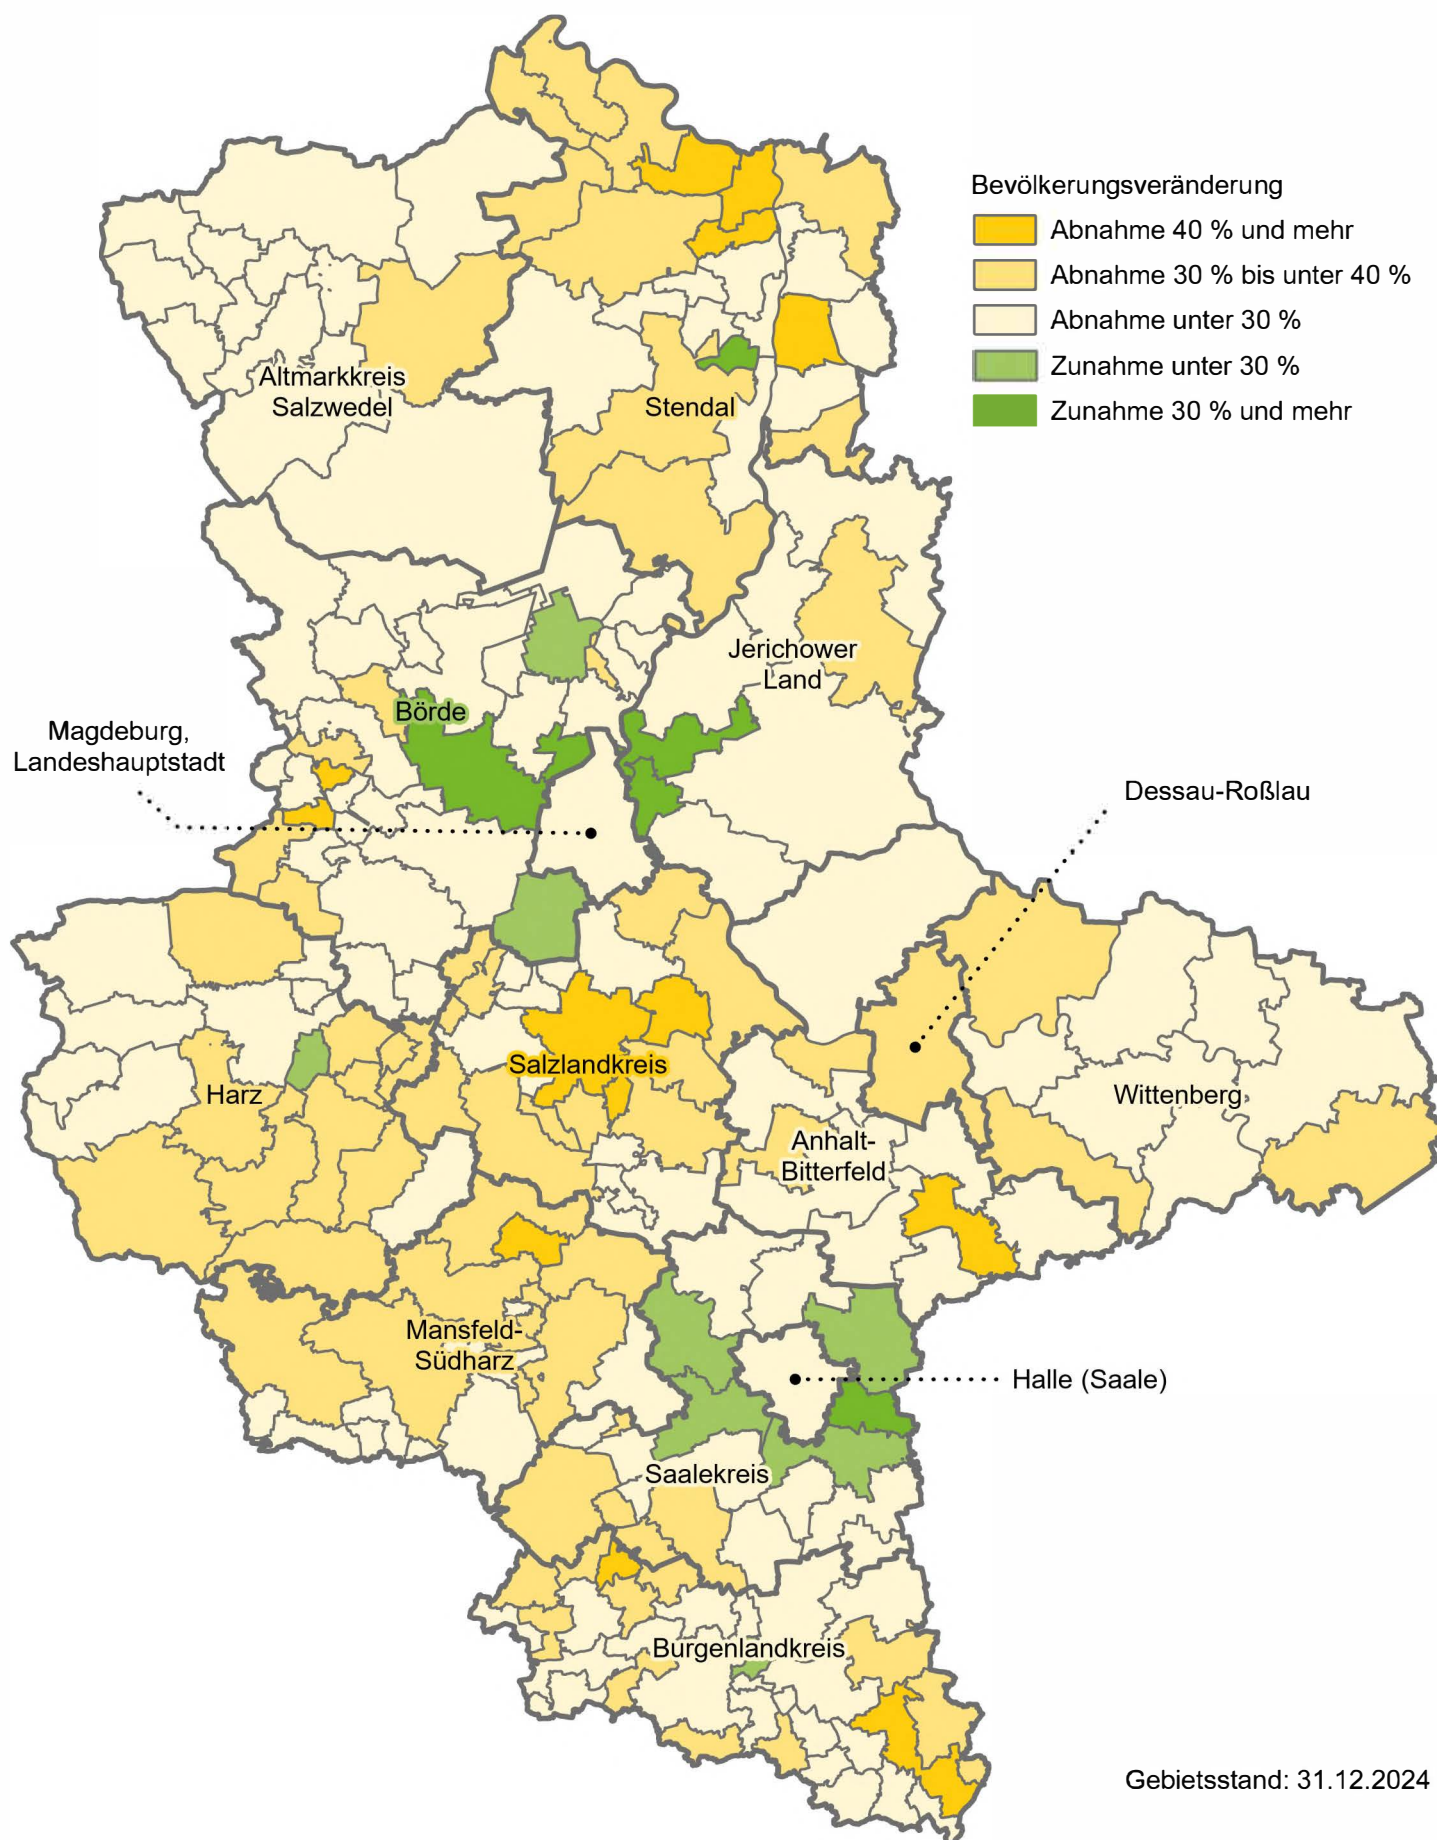 Bevölkerungsveränderung
Abnahme 40 % und mehr
Abnahme 30 % bis unter 40 %
Abnahme unter 30 %
Zunahme unter 30 %
Zunahme 30 % und mehr
Altmarkkreis
Salzwedel
Stendal
Jerichower
Land
Börde
Magdeburg,
Landeshauptstadt
Dessau-Roßlau
Salzlandkreis
Harz
Wittenberg
Anhalt-
Bitterfeld
Mansfeld-
Südharz
Halle (Saale)
Saalekreis
Burgenlandkreis
Gebietsstand: 31.12.2024